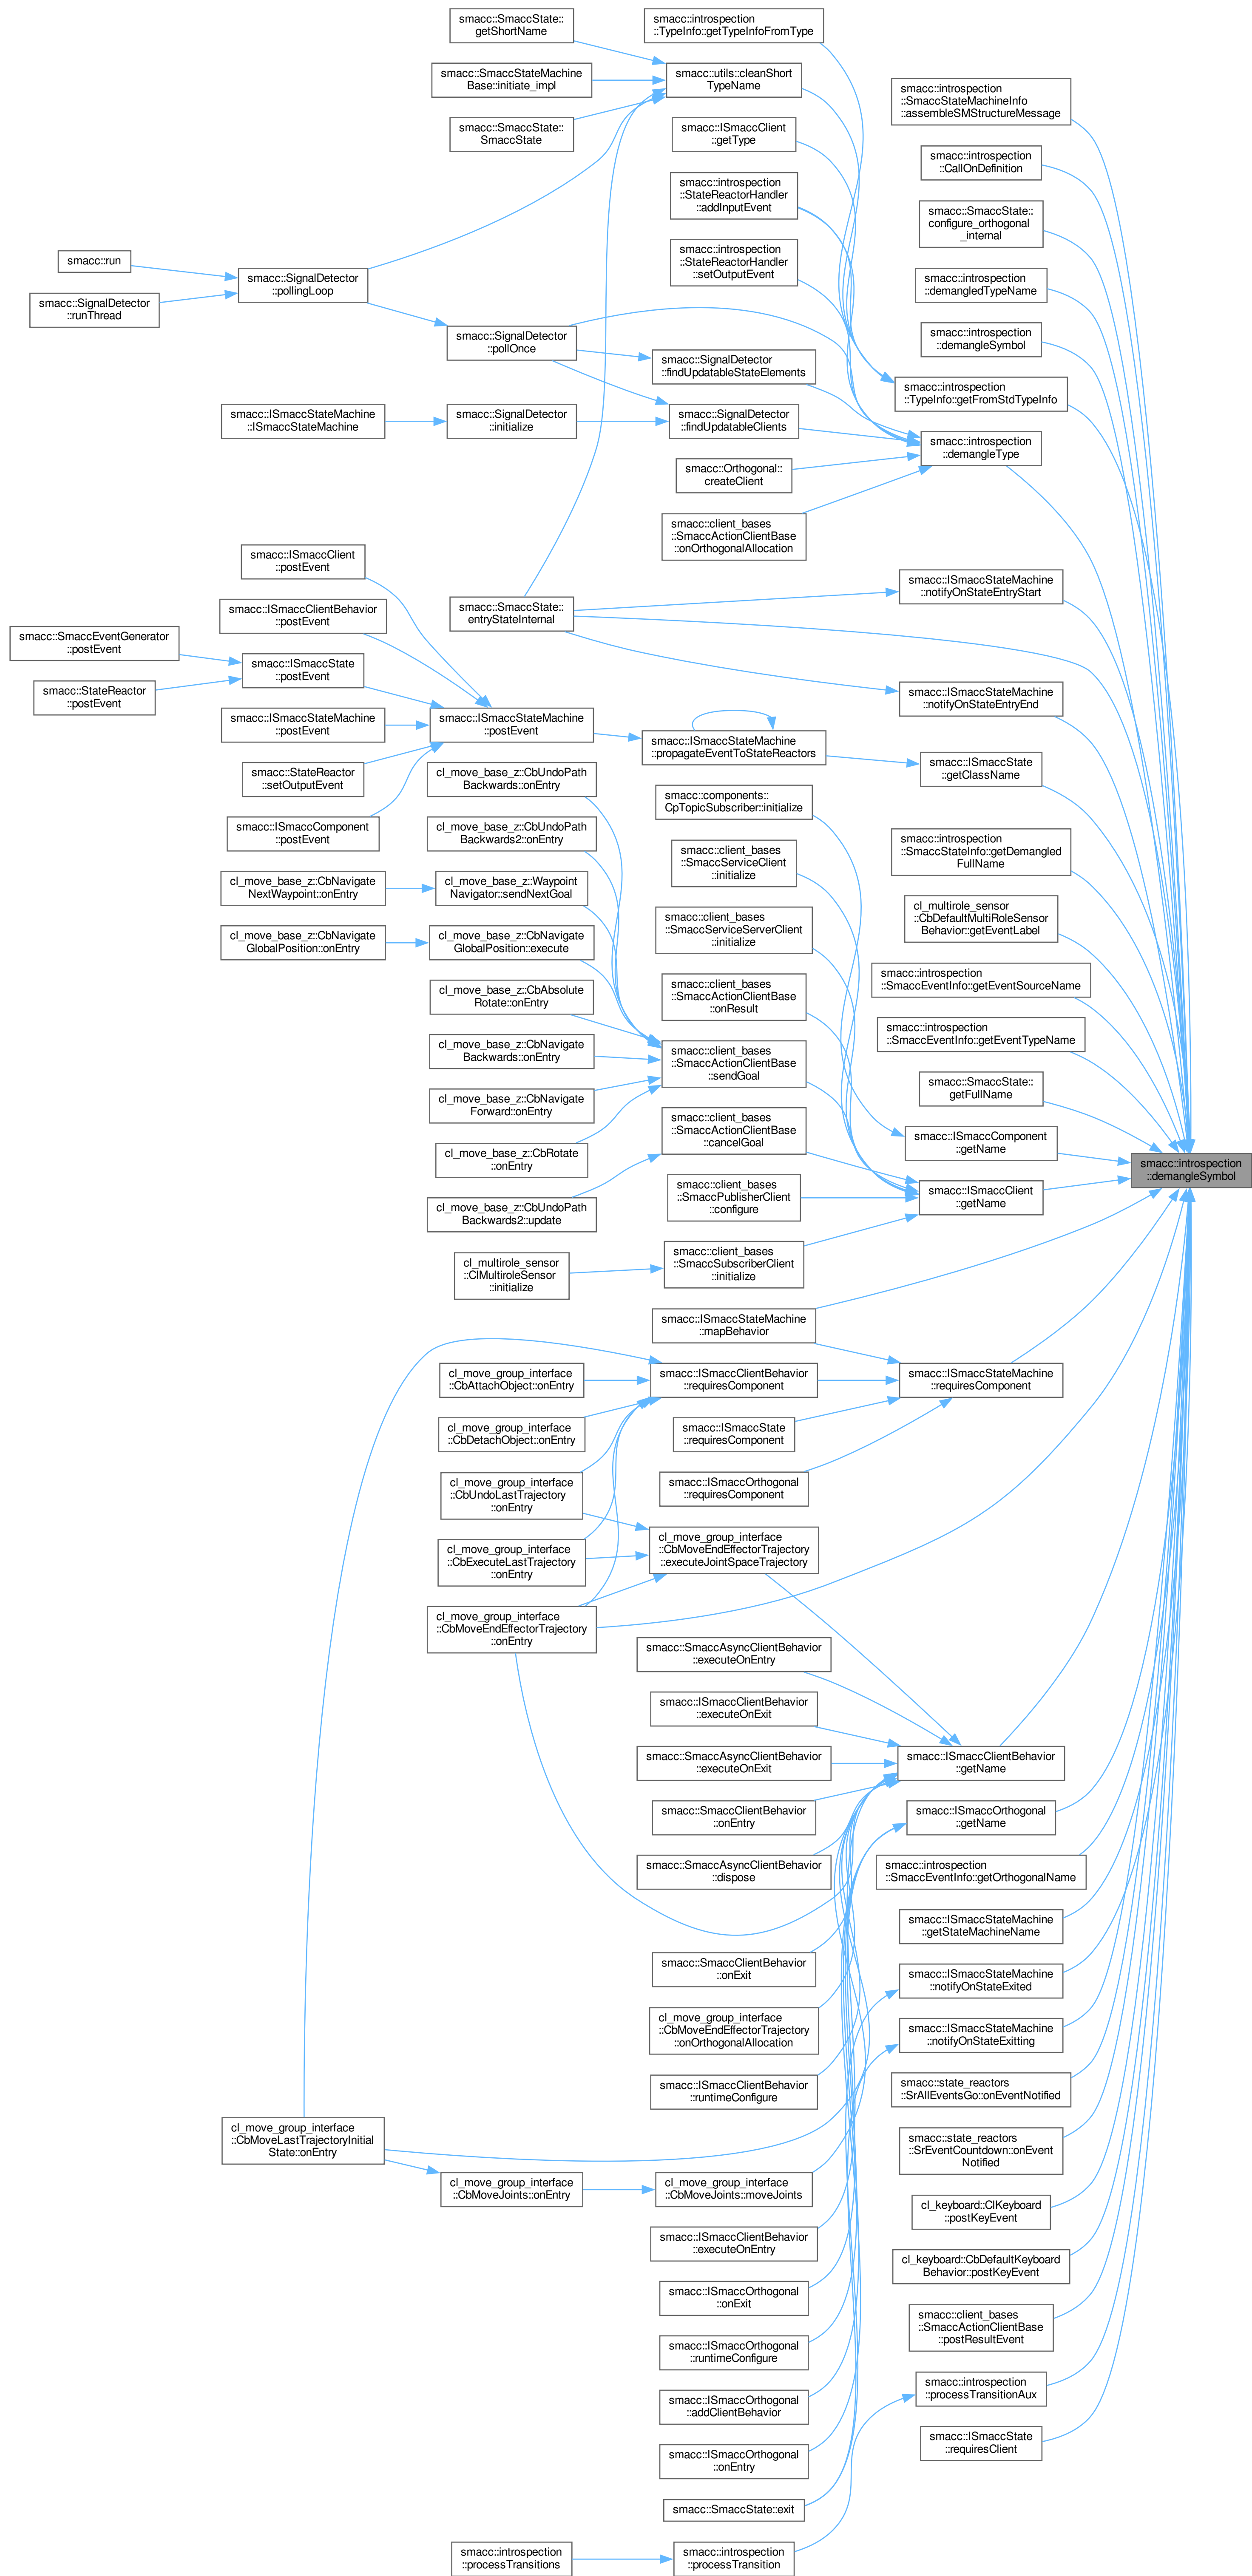 smacc::SmaccState::
getShortName
smacc::introspection
::TypeInfo::getTypeInfoFromType
smacc::SmaccStateMachine
Base::initiate_impl
smacc::utils::cleanShort
TypeName
smacc::SmaccState::
SmaccState
smacc::ISmaccClient
::getType
smacc::introspection
::StateReactorHandler
::addInputEvent
smacc::introspection
::StateReactorHandler
::setOutputEvent
smacc::run
smacc::SignalDetector
::runThread
smacc::SignalDetector
::pollingLoop
smacc::SignalDetector
::pollOnce
smacc::SignalDetector
::findUpdatableStateElements
smacc::ISmaccStateMachine
::ISmaccStateMachine
smacc::SignalDetector
::initialize
smacc::SignalDetector
::findUpdatableClients
smacc::Orthogonal::
createClient
smacc::client_bases
::SmaccActionClientBase
::onOrthogonalAllocation
smacc::introspection
::SmaccStateMachineInfo
::assembleSMStructureMessage
smacc::introspection
::CallOnDefinition
smacc::SmaccState::
configure_orthogonal
_internal
smacc::introspection
::demangledTypeName
smacc::introspection
::demangleSymbol
smacc::introspection
::TypeInfo::getFromStdTypeInfo
smacc::introspection
::demangleType
smacc::ISmaccStateMachine
::notifyOnStateEntryStart
smacc::SmaccState::
entryStateInternal
smacc::ISmaccStateMachine
::notifyOnStateEntryEnd
smacc::ISmaccClient
::postEvent
smacc::ISmaccClientBehavior
::postEvent
smacc::SmaccEventGenerator
::postEvent
smacc::StateReactor
::postEvent
smacc::ISmaccState
::postEvent
smacc::ISmaccStateMachine
::postEvent
smacc::StateReactor
::setOutputEvent
smacc::ISmaccComponent
::postEvent
smacc::ISmaccStateMachine
::postEvent
smacc::ISmaccStateMachine
::propagateEventToStateReactors
smacc::ISmaccState
::getClassName
cl_move_base_z::CbUndoPath
Backwards::onEntry
cl_move_base_z::CbUndoPath
Backwards2::onEntry
cl_move_base_z::CbNavigate
NextWaypoint::onEntry
cl_move_base_z::Waypoint
Navigator::sendNextGoal
cl_move_base_z::CbNavigate
GlobalPosition::onEntry
cl_move_base_z::CbNavigate
GlobalPosition::execute
cl_move_base_z::CbAbsolute
Rotate::onEntry
cl_move_base_z::CbNavigate
Backwards::onEntry
cl_move_base_z::CbNavigate
Forward::onEntry
cl_move_base_z::CbRotate
::onEntry
cl_move_base_z::CbUndoPath
Backwards2::update
cl_multirole_sensor
::ClMultiroleSensor
::initialize
smacc::components::
CpTopicSubscriber::initialize
smacc::client_bases
::SmaccServiceClient
::initialize
smacc::client_bases
::SmaccServiceServerClient
::initialize
smacc::client_bases
::SmaccActionClientBase
::onResult
smacc::client_bases
::SmaccActionClientBase
::sendGoal
smacc::client_bases
::SmaccActionClientBase
::cancelGoal
smacc::client_bases
::SmaccPublisherClient
::configure
smacc::client_bases
::SmaccSubscriberClient
::initialize
smacc::introspection
::SmaccStateInfo::getDemangled
FullName
cl_multirole_sensor
::CbDefaultMultiRoleSensor
Behavior::getEventLabel
smacc::introspection
::SmaccEventInfo::getEventSourceName
smacc::introspection
::SmaccEventInfo::getEventTypeName
smacc::SmaccState::
getFullName
smacc::ISmaccComponent
::getName
smacc::ISmaccClient
::getName
smacc::introspection
::demangleSymbol
smacc::ISmaccStateMachine
::mapBehavior
smacc::ISmaccStateMachine
::requiresComponent
smacc::ISmaccClientBehavior
::requiresComponent
smacc::ISmaccState
::requiresComponent
smacc::ISmaccOrthogonal
::requiresComponent
cl_move_group_interface
::CbAttachObject::onEntry
cl_move_group_interface
::CbDetachObject::onEntry
cl_move_group_interface
::CbUndoLastTrajectory
::onEntry
cl_move_group_interface
::CbExecuteLastTrajectory
::onEntry
cl_move_group_interface
::CbMoveEndEffectorTrajectory
::executeJointSpaceTrajectory
cl_move_group_interface
::CbMoveEndEffectorTrajectory
::onEntry
smacc::SmaccAsyncClientBehavior
::executeOnEntry
smacc::ISmaccClientBehavior
::executeOnExit
smacc::SmaccAsyncClientBehavior
::executeOnExit
smacc::SmaccClientBehavior
::onEntry
smacc::SmaccAsyncClientBehavior
::dispose
smacc::SmaccClientBehavior
::onExit
cl_move_group_interface
::CbMoveEndEffectorTrajectory
::onOrthogonalAllocation
smacc::ISmaccClientBehavior
::runtimeConfigure
cl_move_group_interface
::CbMoveLastTrajectoryInitial
State::onEntry
cl_move_group_interface
::CbMoveJoints::onEntry
cl_move_group_interface
::CbMoveJoints::moveJoints
smacc::ISmaccClientBehavior
::executeOnEntry
smacc::ISmaccOrthogonal
::onExit
smacc::ISmaccOrthogonal
::runtimeConfigure
smacc::ISmaccOrthogonal
::addClientBehavior
smacc::ISmaccOrthogonal
::onEntry
smacc::SmaccState::exit
smacc::introspection
::processTransitions
smacc::introspection
::processTransition
smacc::ISmaccClientBehavior
::getName
smacc::ISmaccOrthogonal
::getName
smacc::introspection
::SmaccEventInfo::getOrthogonalName
smacc::ISmaccStateMachine
::getStateMachineName
smacc::ISmaccStateMachine
::notifyOnStateExited
smacc::ISmaccStateMachine
::notifyOnStateExitting
smacc::state_reactors
::SrAllEventsGo::onEventNotified
smacc::state_reactors
::SrEventCountdown::onEvent
Notified
cl_keyboard::ClKeyboard
::postKeyEvent
cl_keyboard::CbDefaultKeyboard
Behavior::postKeyEvent
smacc::client_bases
::SmaccActionClientBase
::postResultEvent
smacc::introspection
::processTransitionAux
smacc::ISmaccState
::requiresClient